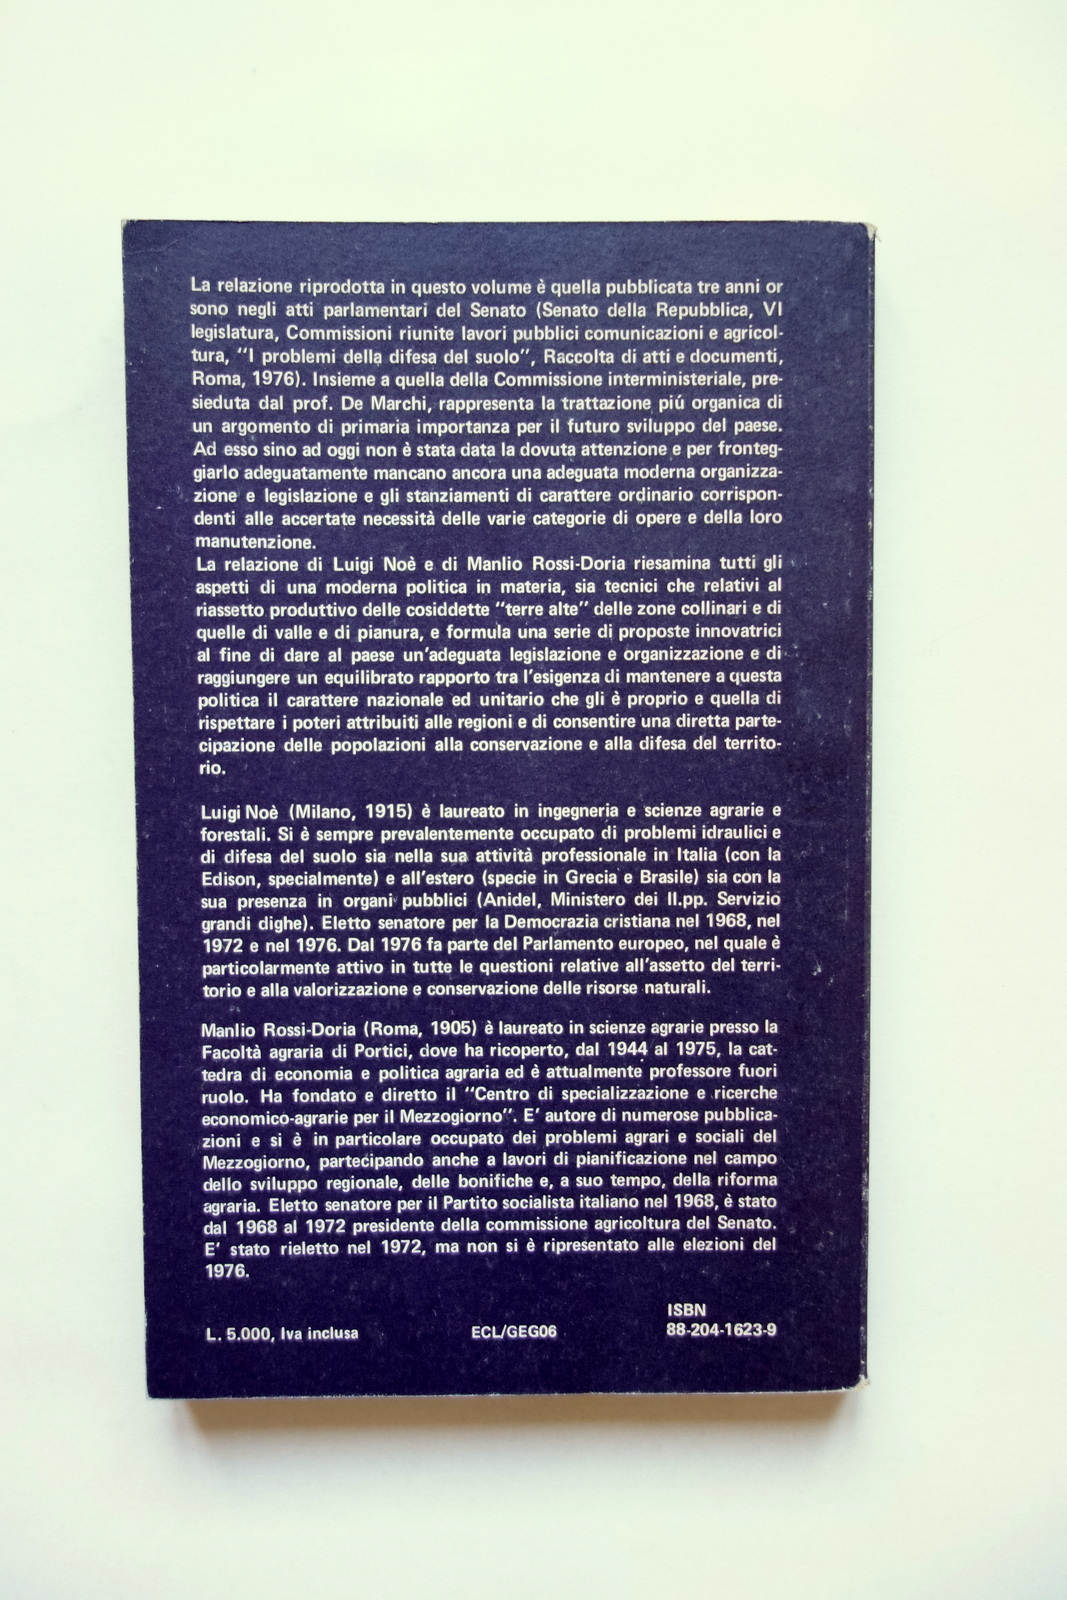 La relazione riprodotta in questo volume è quella pubblicata tre anni or
sono negli atti parlamentari del Senato (Senato della Repubblica, VI
legislatura, Commissioni riunite lavori pubblici comunicazioni e agricol-
tura, "I problemi della difesa del suolo", Raccolta di atti e documenti,
Roma, 1976). Insieme a quella della Commissione interministeriale, pre-
sieduta dal prof. De Marchi, rappresenta la trattazione piú organica di
un argomento di primaria importanza per il futuro sviluppo del paese.
Ad esso sino ad oggi non è stata data la dovuta attenzione e per fronteg-
giarlo adeguatamente mancano ancora una adeguata moderna organizza-
zione e legislazione e gli stanziamenti di carattere ordinario corrispon-
denti alle accertate necessità delle varie categorie di opere e della loro
manutenzione.
La relazione di Luigi Noè e di Manlio Rossi-Doria riesamina tutti gli
aspetti di una moderna politica in materia, sia tecnici che relativi al
riassetto produttivo delle cosiddette "terre alte" delle zone collinari e di
quelle di valle e di pianura, e formula una serie di proposte innovatrici
al fine di dare al paese un'adeguata legislazione e organizzazione e di
raggiungere un equilibrato rapporto tra l'esigenza di mantenere a questa
politica il carattere nazionale ed unitario che gli è proprio e quella di
rispettare i poteri attribuiti alle regioni e di consentire una diretta parte-
cipazione delle popolazioni alla conservazione e alla difesa del territo-
rio.
Luigi Noè (Milano, 1915) è laureato in ingegneria e scienze agrarie e
forestali. Si è sempre prevalentemente occupato di problemi idraulici e
di difesa del suolo sia nella sua attività professionale in Italia (con la
Edison, specialmente) e all'estero (specie in Grecia e Brasile) sia con la
sua presenza in organi pubblici (Anidel, Ministero dei ll.pp. Servizio
grandi dighe). Eletto senatore per la Democrazia cristiana nel 1968, nel
1972 e nel 1976. Dal 1976 fa parte del Parlamento europeo, nel quale è
particolarmente attivo in tutte le questioni relative all'assetto del terri-
torio e alla valorizzazione e conservazione delle risorse naturali.
Manlio Rossi-Doria (Roma, 1905) è laureato in scienze agrarie presso la
Facoltà agraria di Portici, dove ha ricoperto, dal 1944 al 1975, la cat-
tedra di economia e politica agraria ed è attualmente professore fuori
ruolo. Ha fondato e diretto il "Centro di specializzazione e ricerche
economico-agrarie per il Mezzogiorno". E' autore di numerose pubblica-
zioni e si è in particolare occupato dei problemi agrari e sociali del
Mezzogiorno, partecipando anche a lavori di pianificazione nel campo
dello sviluppo regionale, delle bonifiche e, a suo tempo, della riforma
agraria. Eletto senatore per il Partito socialista italiano nel 1968, è stato
dal 1968 al 1972 presidente della commissione agricoltura del Senato.
E' stato rieletto nel 1972, ma non si è ripresentato alle elezioni del
1976.
L. 5.000, Iva inclusa
ECL/GEG06
ISBN
88-204-1623-9